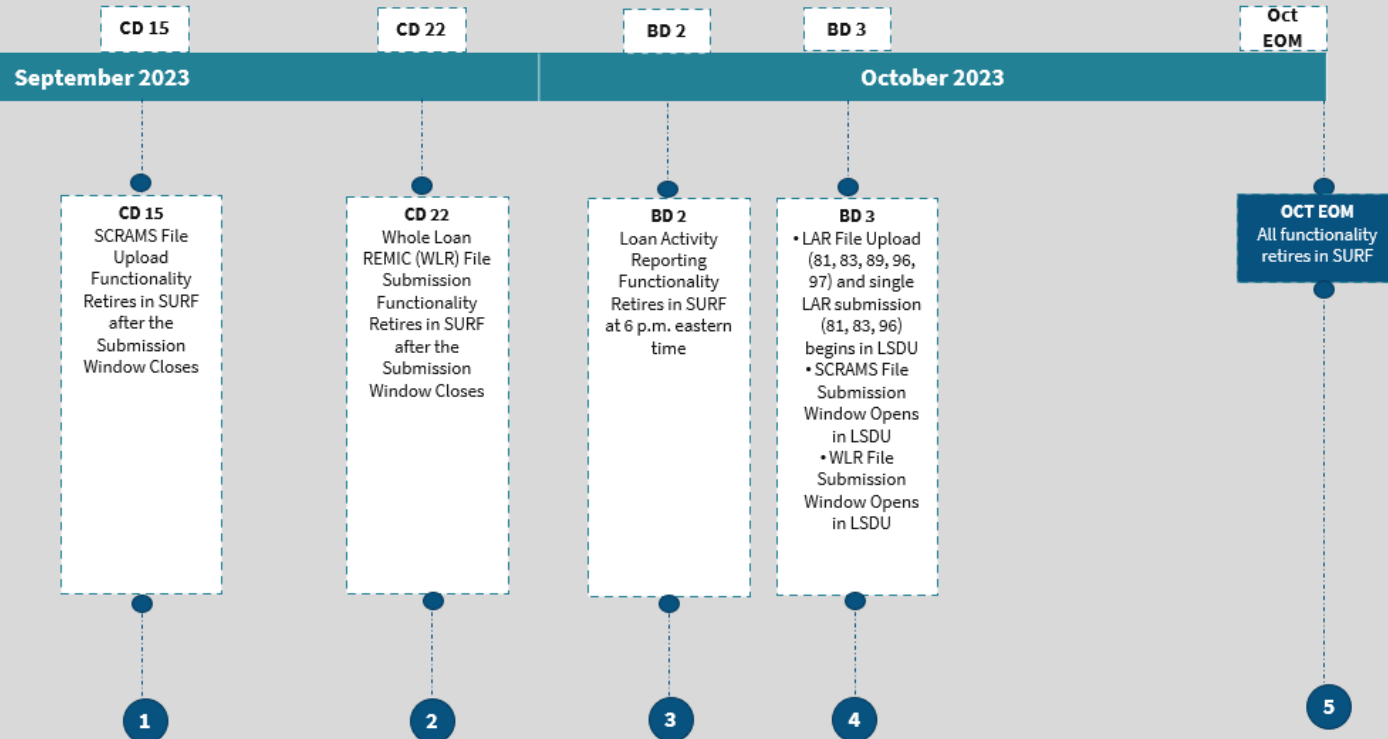 CD 15
CD 22
BD 2
BD 3
Oct
EOM
September 2023
October 2023
CD 15
SCRAMS File
Upload
Functionality
Retires in SURF
after the
Submission
Window Closes
CD 22
Whole Loan
REMIC (WLR) File
Submission
Functionality
Retires in SURF
after the
Submission
Window Closes
BD 2
Loan Activity
Reporting
Functionality
Retires in SURF
at 6 p.m. eastern
time
BD 3
• LAR File Upload
(81, 83, 89, 96,
97) and single
LAR submission
(81, 83, 96)
begins in LSDU
• SCRAMS File
Submission
Window Opens
in LSDU
• WLR File
Submission
Window Opens
in LSDU
OCT EOM
All functionality
retires in SURF
1
2
3
4
5